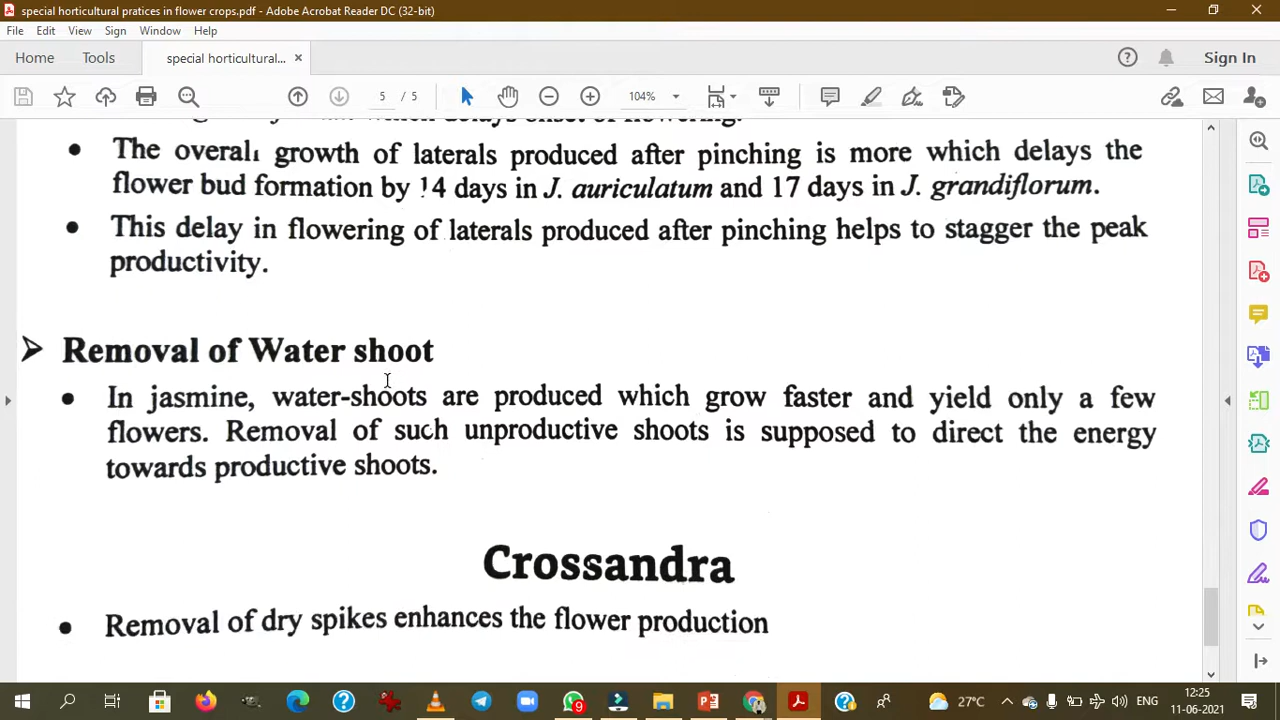 special horticultural pratices in flower crops.pdf - Adobe Acrobat Reader DC (32-bit)
File Edit View Sign Window Help
Home Tools special horticultural... × Sign In
5 / 5 104%
which delays onset of flowering.
• The overall growth of laterals produced after pinching is more which delays the
flower bud formation by 14 days in J. auriculatum and 17 days in J. grandiflorum.
• This delay in flowering of laterals produced after pinching helps to stagger the peak
productivity.
➢ Removal of Water shoot
• In jasmine, water-shoots are produced which grow faster and yield only a few
flowers. Removal of such unproductive shoots is supposed to direct the energy
towards productive shoots.
Crossandra
• Removal of dry spikes enhances the flower production
9 27°C ENG 12:25
11-06-2021